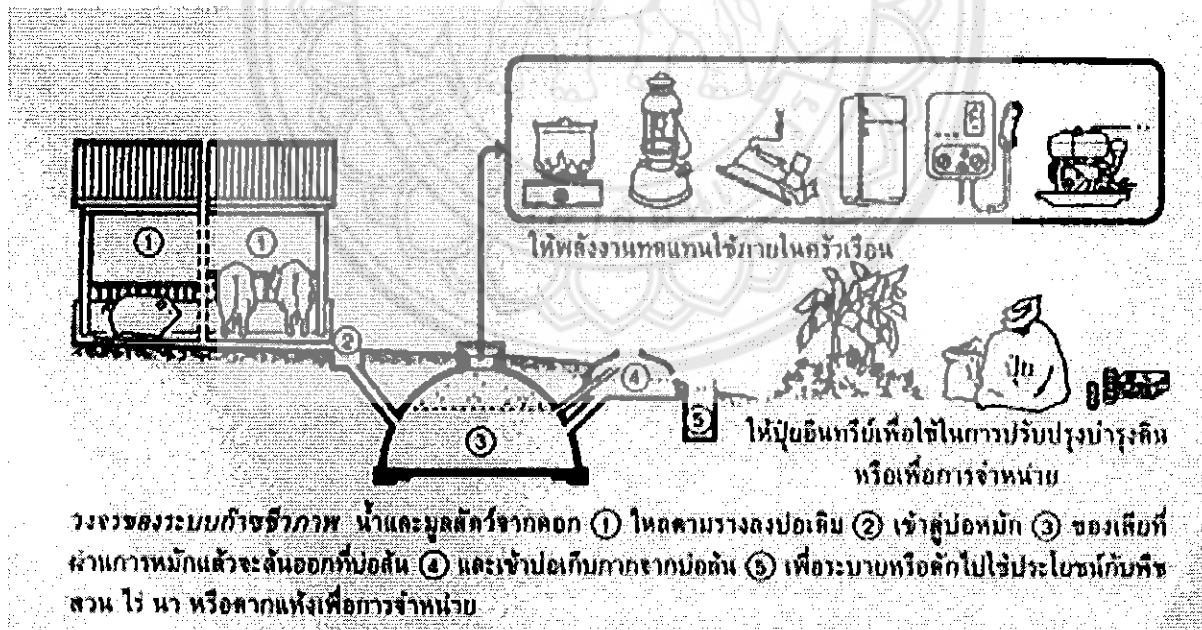 ①
①
ให้พลังงานทดแทนใช้ภายในครัวเรือน
②
④
ปุ๋ย
⑤
③
ให้ปุ๋ยอินทรีย์เพื่อใช้ในการปรับปรุงบำรุงดิน
หรือเพื่อการจำหน่าย
วงจรของระบบก๊าซชีวภาพ น้ำและมูลสัตว์จากคอก ① ไหลตามรางลงบ่อเติม ② เข้าสู่บ่อหมัก ③ ของเสียที่
ผ่านการหมักแล้วจะล้นออกที่บ่อล้น ④ และเข้าบ่อเก็บกากจากบ่อล้น ⑤ เพื่อระบายหรือตักไปใช้ประโยชน์กับพืช
สวน ไร่ นา หรือตากแห้งเพื่อการจำหน่าย